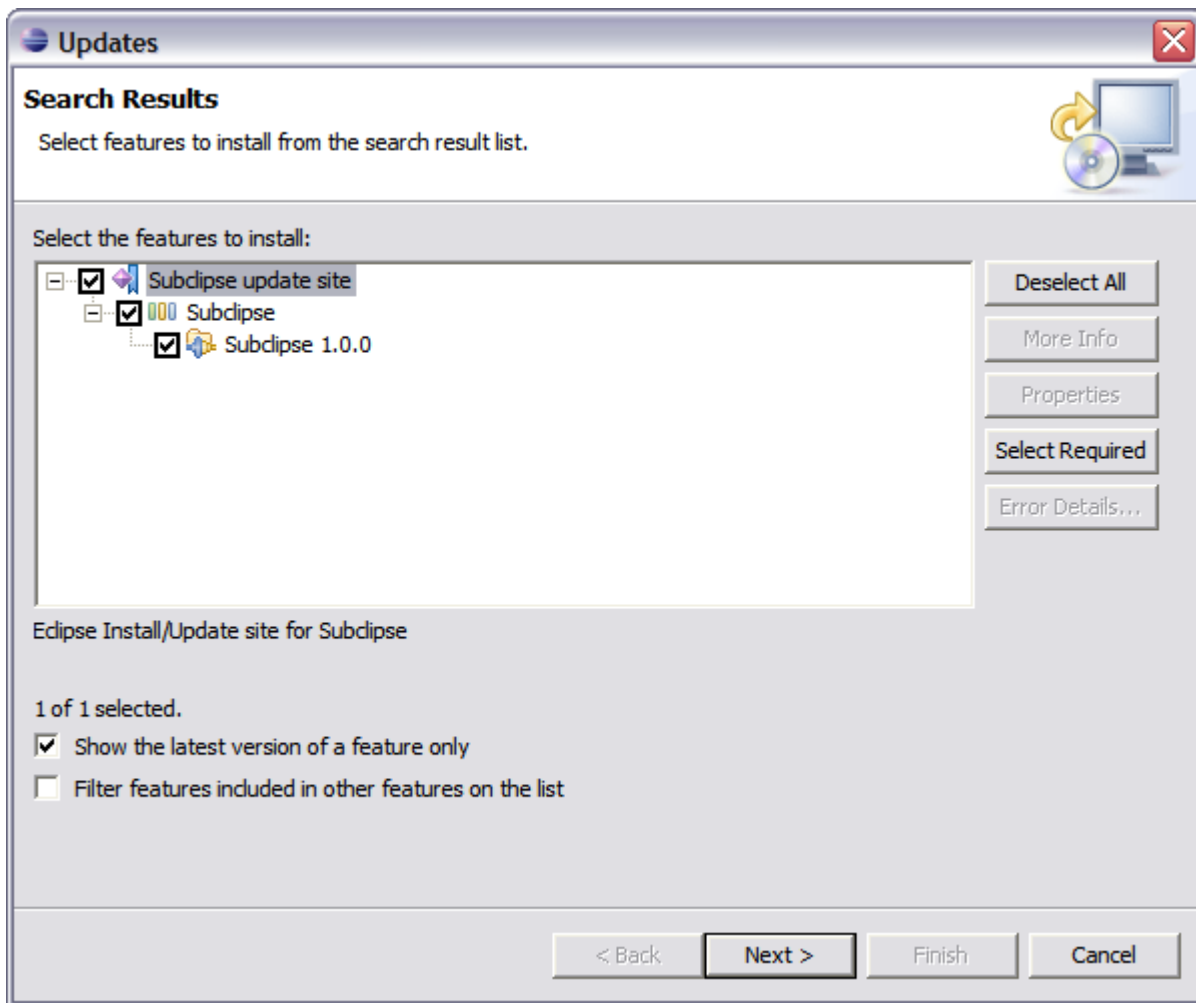 Updates
Search Results
Select features to install from the search result list.
Select the features to install:
Subclipse update site
Subclipse
Subclipse 1.0.0
Deselect All
More Info
Properties
Select Required
Error Details...
Eclipse Install/Update site for Subclipse
1 of 1 selected.
Show the latest version of a feature only
Filter features included in other features on the list
< Back
Next >
Finish
Cancel